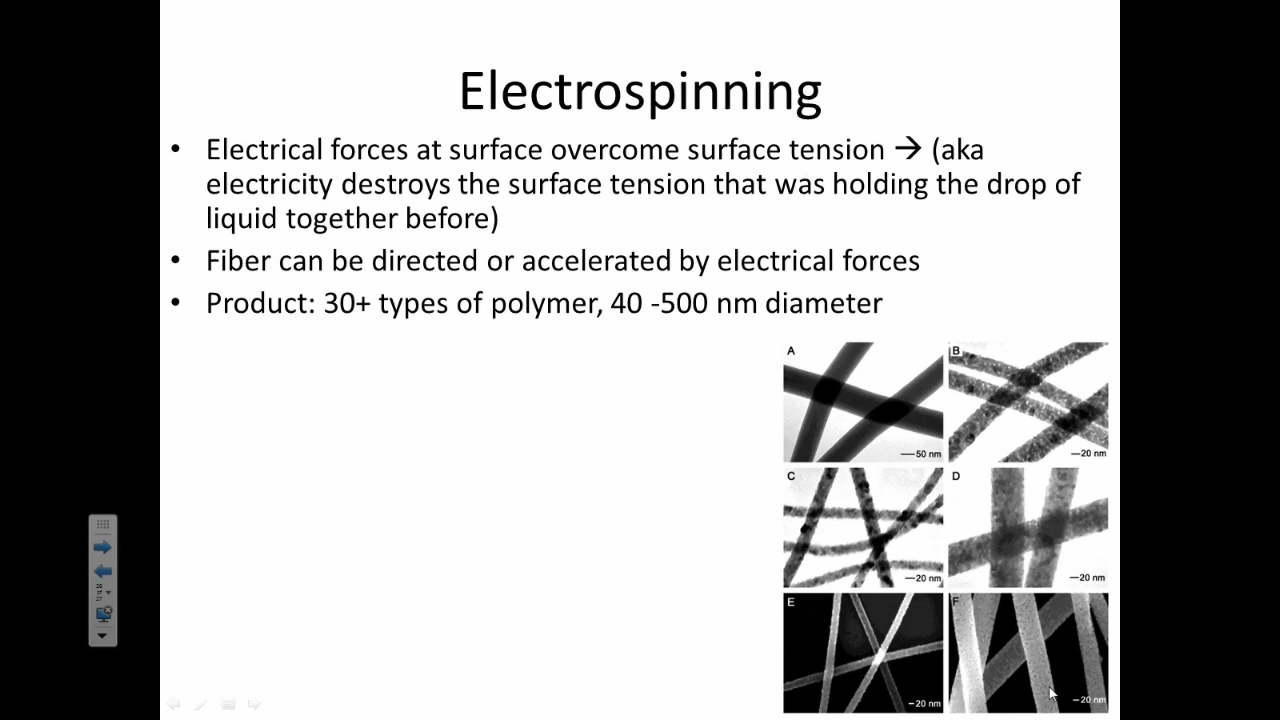 Electrospinning
• Electrical forces at surface overcome surface tension → (aka
electricity destroys the surface tension that was holding the drop of
liquid together before)
• Fiber can be directed or accelerated by electrical forces
• Product: 30+ types of polymer, 40 -500 nm diameter
A
B
50 nm
20 nm
C
D
20 nm
20 nm
E
F
20 nm
20 nm
of
27